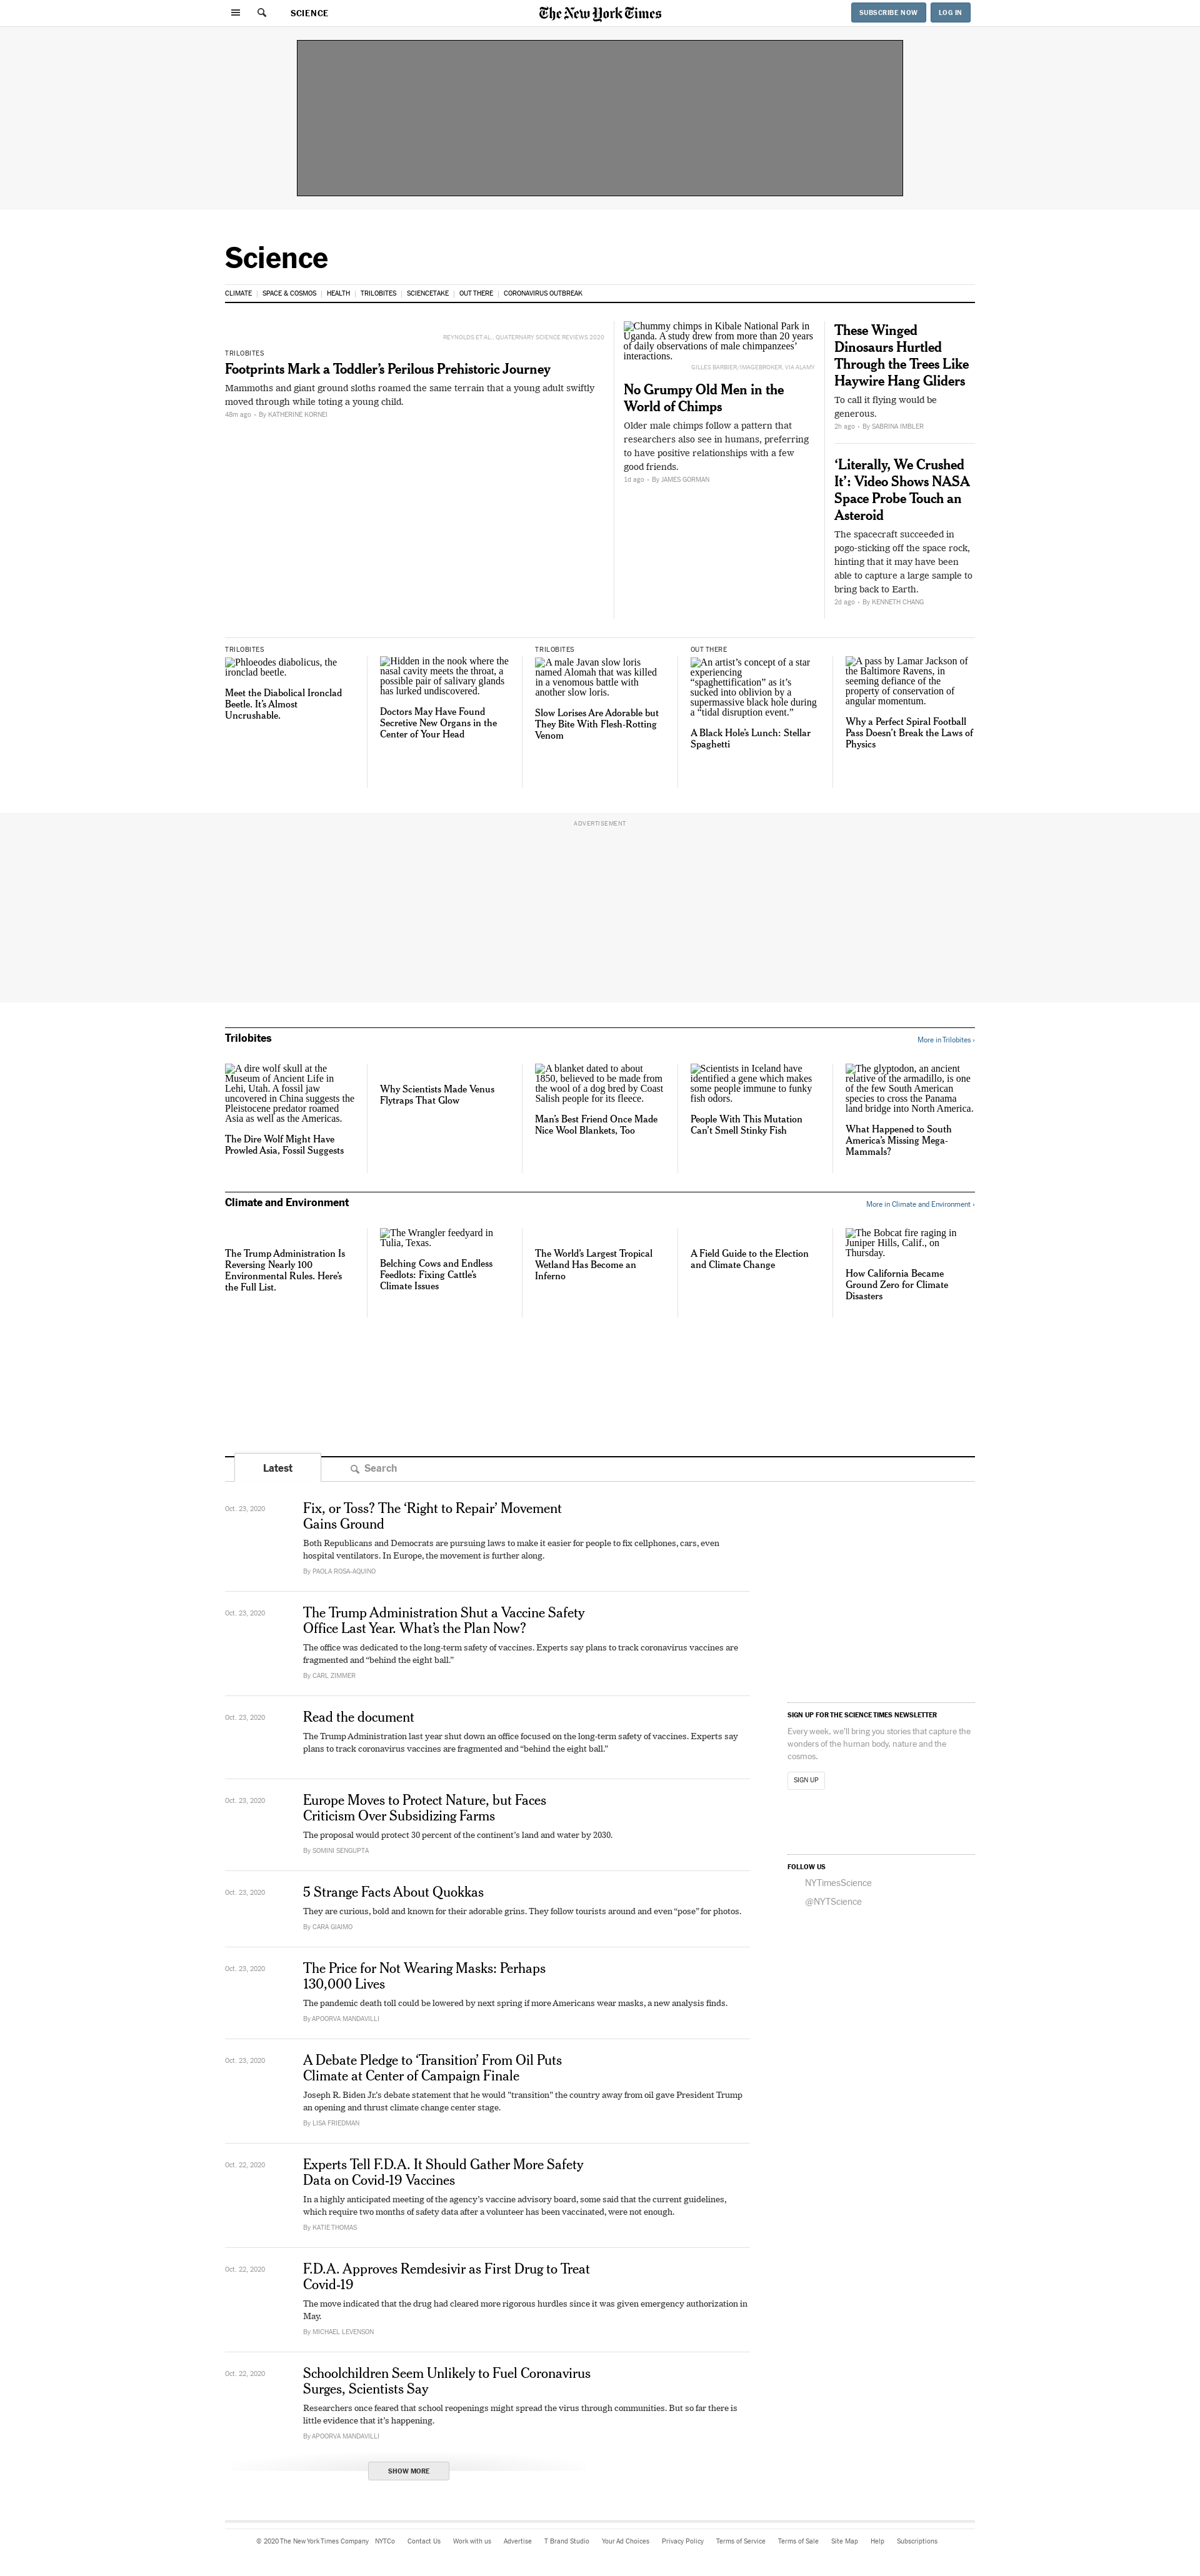 SCIENCE
The New York Times
SUBSCRIBE NOW
LOG IN
Science
CLIMATE
SPACE & COSMOS
HEALTH
TRILOBITES
SCIENCETAKE
OUT THERE
CORONAVIRUS OUTBREAK
REYNOLDS ET AL., QUATERNARY SCIENCE REVIEWS 2020
TRILOBITES
Footprints Mark a Toddler’s Perilous Prehistoric Journey
Mammoths and giant ground sloths roamed the same terrain that a young adult swiftly
moved through while toting a young child.
48m ago • By KATHERINE KORNEI
Chummy chimps in Kibale National Park in
Uganda. A study drew from more than 20 years
of daily observations of male chimpanzees’
interactions.
GILLES BARBIER/IMAGEBROKER, VIA ALAMY
No Grumpy Old Men in the
World of Chimps
Older male chimps follow a pattern that
researchers also see in humans, preferring
to have positive relationships with a few
good friends.
1d ago • By JAMES GORMAN
These Winged
Dinosaurs Hurtled
Through the Trees Like
Haywire Hang Gliders
To call it flying would be
generous.
2h ago • By SABRINA IMBLER
‘Literally, We Crushed
It’: Video Shows NASA
Space Probe Touch an
Asteroid
The spacecraft succeeded in
pogo-sticking off the space rock,
hinting that it may have been
able to capture a large sample to
bring back to Earth.
2d ago • By KENNETH CHANG
TRILOBITES
Phloeodes diabolicus, the
ironclad beetle.
Meet the Diabolical Ironclad
Beetle. It’s Almost
Uncrushable.
Hidden in the nook where the
nasal cavity meets the throat, a
possible pair of salivary glands
has lurked undiscovered.
Doctors May Have Found
Secretive New Organs in the
Center of Your Head
TRILOBITES
A male Javan slow loris
named Alomah that was killed
in a venomous battle with
another slow loris.
Slow Lorises Are Adorable but
They Bite With Flesh-Rotting
Venom
OUT THERE
An artist’s concept of a star
experiencing
“spaghettification” as it’s
sucked into oblivion by a
supermassive black hole during
a “tidal disruption event.”
A Black Hole’s Lunch: Stellar
Spaghetti
A pass by Lamar Jackson of
the Baltimore Ravens, in
seeming defiance of the
property of conservation of
angular momentum.
Why a Perfect Spiral Football
Pass Doesn’t Break the Laws of
Physics
ADVERTISEMENT
Trilobites
More in Trilobites ›
A dire wolf skull at the
Museum of Ancient Life in
Lehi, Utah. A fossil jaw
uncovered in China suggests the
Pleistocene predator roamed
Asia as well as the Americas.
The Dire Wolf Might Have
Prowled Asia, Fossil Suggests
Why Scientists Made Venus
Flytraps That Glow
A blanket dated to about
1850, believed to be made from
the wool of a dog bred by Coast
Salish people for its fleece.
Man’s Best Friend Once Made
Nice Wool Blankets, Too
Scientists in Iceland have
identified a gene which makes
some people immune to funky
fish odors.
People With This Mutation
Can’t Smell Stinky Fish
The glyptodon, an ancient
relative of the armadillo, is one
of the few South American
species to cross the Panama
land bridge into North America.
What Happened to South
America’s Missing Mega-
Mammals?
Climate and Environment
More in Climate and Environment ›
The Trump Administration Is
Reversing Nearly 100
Environmental Rules. Here’s
the Full List.
The Wrangler feedyard in
Tulia, Texas.
Belching Cows and Endless
Feedlots: Fixing Cattle’s
Climate Issues
The World’s Largest Tropical
Wetland Has Become an
Inferno
A Field Guide to the Election
and Climate Change
The Bobcat fire raging in
Juniper Hills, Calif., on
Thursday.
How California Became
Ground Zero for Climate
Disasters
Latest
Search
Oct. 23, 2020
Fix, or Toss? The ‘Right to Repair’ Movement
Gains Ground
Both Republicans and Democrats are pursuing laws to make it easier for people to fix cellphones, cars, even
hospital ventilators. In Europe, the movement is further along.
By PAOLA ROSA-AQUINO
Oct. 23, 2020
The Trump Administration Shut a Vaccine Safety
Office Last Year. What’s the Plan Now?
The office was dedicated to the long-term safety of vaccines. Experts say plans to track coronavirus vaccines are
fragmented and “behind the eight ball.”
By CARL ZIMMER
Oct. 23, 2020
Read the document
The Trump Administration last year shut down an office focused on the long-term safety of vaccines. Experts say
plans to track coronavirus vaccines are fragmented and “behind the eight ball.”
Oct. 23, 2020
Europe Moves to Protect Nature, but Faces
Criticism Over Subsidizing Farms
The proposal would protect 30 percent of the continent’s land and water by 2030.
By SOMINI SENGUPTA
Oct. 23, 2020
5 Strange Facts About Quokkas
They are curious, bold and known for their adorable grins. They follow tourists around and even “pose” for photos.
By CARA GIAIMO
Oct. 23, 2020
The Price for Not Wearing Masks: Perhaps
130,000 Lives
The pandemic death toll could be lowered by next spring if more Americans wear masks, a new analysis finds.
By APOORVA MANDAVILLI
Oct. 23, 2020
A Debate Pledge to ‘Transition’ From Oil Puts
Climate at Center of Campaign Finale
Joseph R. Biden Jr.’s debate statement that he would "transition" the country away from oil gave President Trump
an opening and thrust climate change center stage.
By LISA FRIEDMAN
Oct. 22, 2020
Experts Tell F.D.A. It Should Gather More Safety
Data on Covid-19 Vaccines
In a highly anticipated meeting of the agency’s vaccine advisory board, some said that the current guidelines,
which require two months of safety data after a volunteer has been vaccinated, were not enough.
By KATIE THOMAS
Oct. 22, 2020
F.D.A. Approves Remdesivir as First Drug to Treat
Covid-19
The move indicated that the drug had cleared more rigorous hurdles since it was given emergency authorization in
May.
By MICHAEL LEVENSON
Oct. 22, 2020
Schoolchildren Seem Unlikely to Fuel Coronavirus
Surges, Scientists Say
Researchers once feared that school reopenings might spread the virus through communities. But so far there is
little evidence that it’s happening.
By APOORVA MANDAVILLI
SHOW MORE
SIGN UP FOR THE SCIENCE TIMES NEWSLETTER
Every week, we’ll bring you stories that capture the
wonders of the human body, nature and the
cosmos.
SIGN UP
FOLLOW US
NYTimesScience
@NYTScience
© 2020 The New York Times Company
NYTCo
Contact Us
Work with us
Advertise
T Brand Studio
Your Ad Choices
Privacy Policy
Terms of Service
Terms of Sale
Site Map
Help
Subscriptions